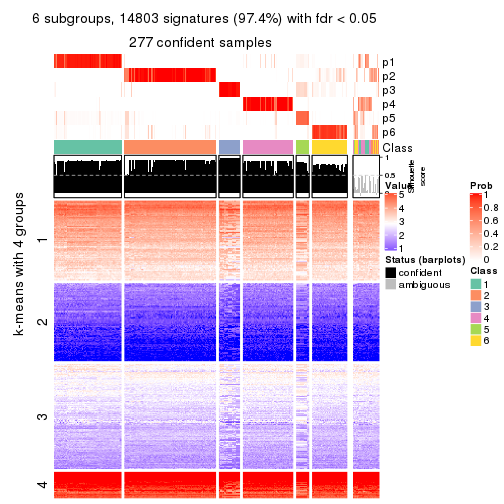 6 subgroups, 14803 signatures (97.4%) with fdr < 0.05
277 confident samples
p1
p2
p3
p4
p5
p6
Class
1
0.5
0
Silhouette
score
k-means with 4 groups
1
2
3
4
Value
5
4
3
2
1
Status (barplots)
confident
ambiguous
Prob
1
0.8
0.6
0.4
0.2
0
Class
1
2
3
4
5
6